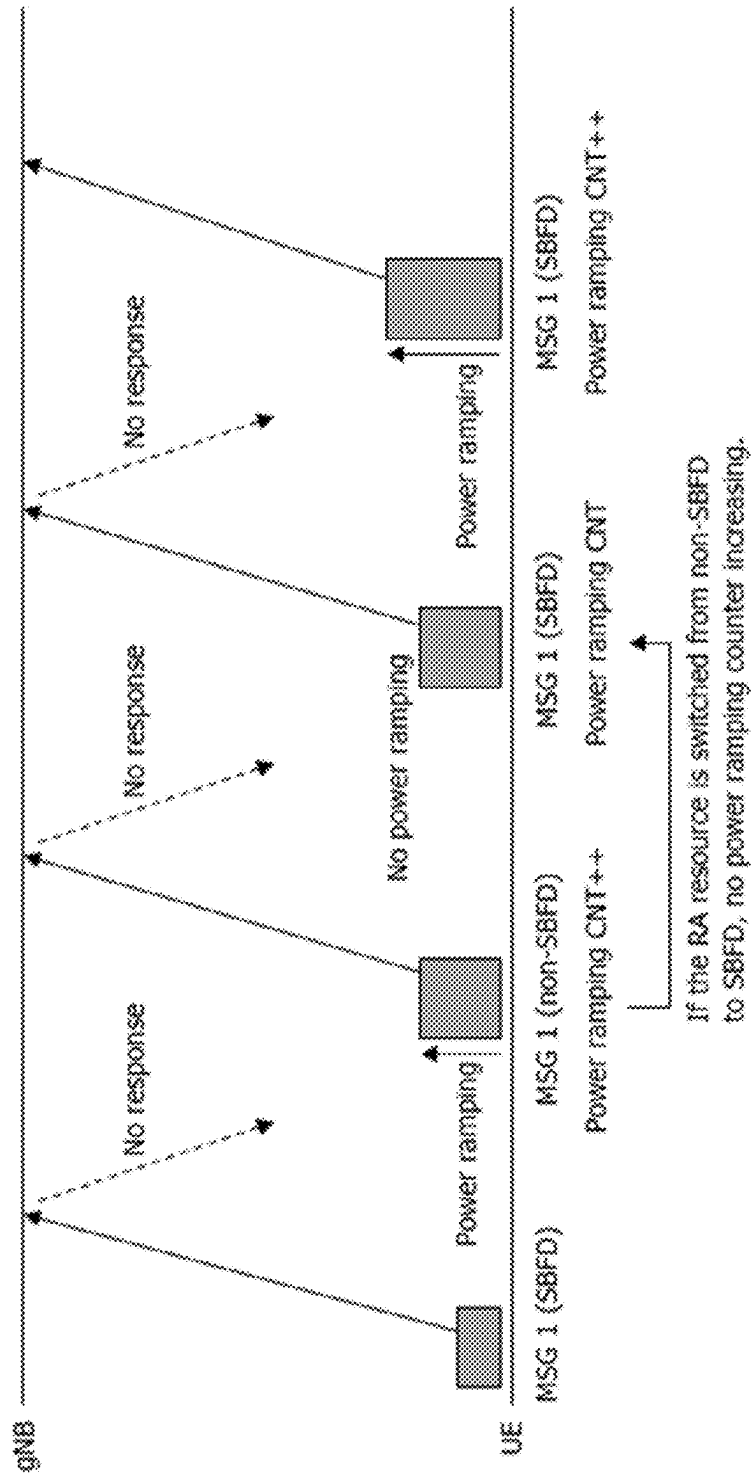 gNB
No response
No response
No response
Power ramping
No power ramping
Power ramping
UE
MSG 1 (SBFD)
MSG 1 (non-SBFD)
Power ramping CNT++
MSG 1 (SBFD)
Power ramping CNT
MSG 1 (SBFD)
Power ramping CNT++
If the RA resource is switched from non-SBFD
to SBFD, no power ramping counter increasing.